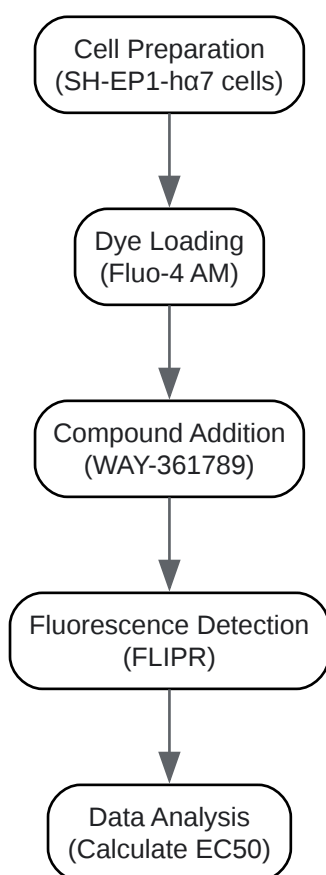 Cell Preparation
(SH-EP1-hα7 cells)
Dye Loading
(Fluo-4 AM)
Compound Addition
(WAY-361789)
Fluorescence Detection
(FLIPR)
Data Analysis
(Calculate EC50)